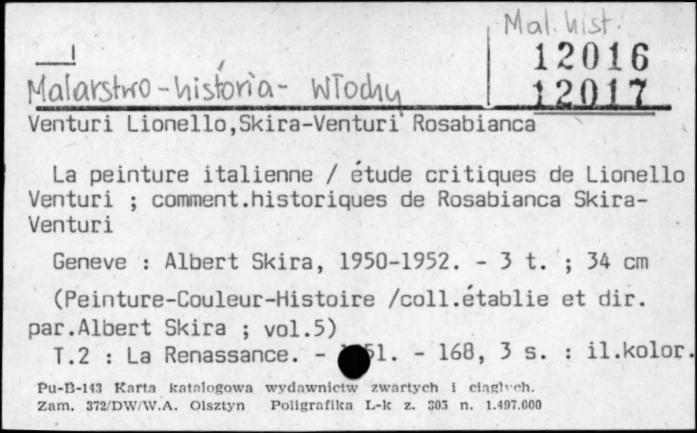 Mal. hist.
12016
12017
Malarstwo - historia - Włochy
Venturi Lionello,Skira-Venturi Rosabianca
La peinture italienne / étude critiques de Lionello
Venturi ; comment.historiques de Rosabianca Skira-
Venturi
Geneve : Albert Skira, 1950-1952. - 3 t. ; 34 cm
(Peinture-Couleur-Histoire /coll.établie et dir.
par.Albert Skira ; vol.5)
T.2 : La Renassance. - 51. - 168, 3 s. : il.kolor.
Pu-B-143 Karta katalogowa wydawnictw zwartych i ciągłych.
Zam. 372/DW/W.A. Olsztyn Poligrafika L-k z. 303 n. 1.497.000